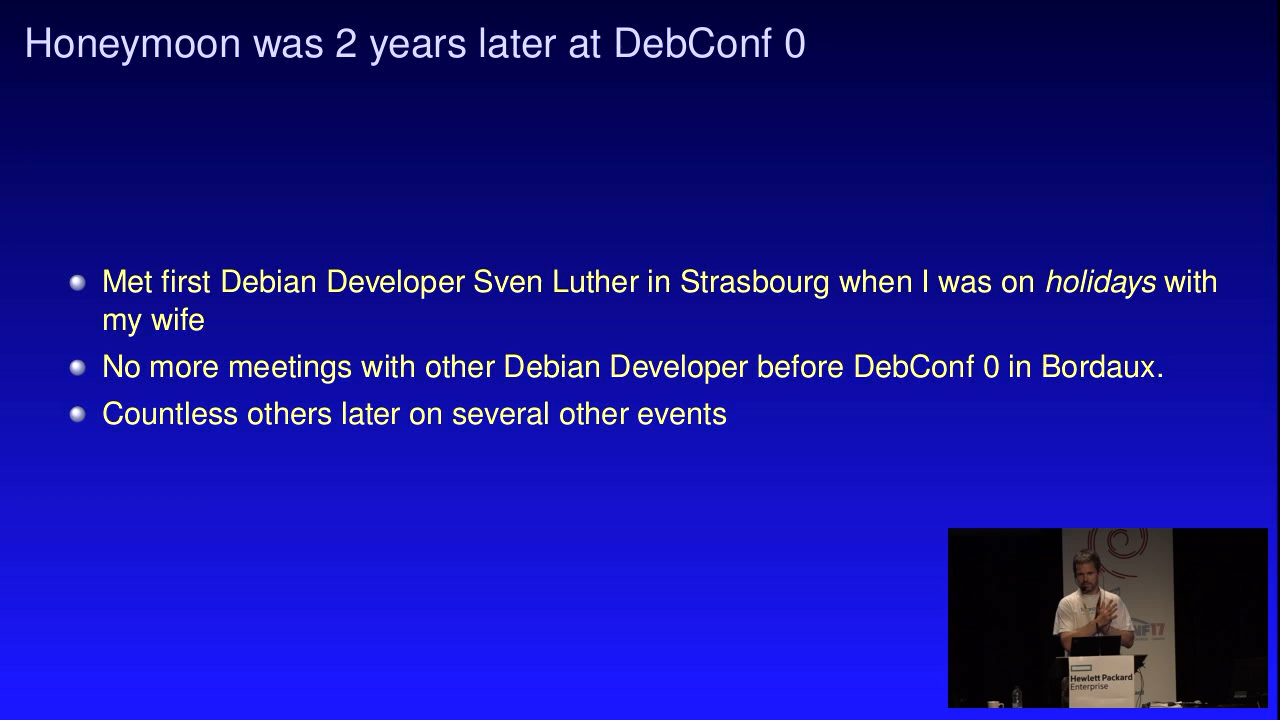 Honeymoon was 2 years later at DebConf 0
Met first Debian Developer Sven Luther in Strasbourg when I was on holidays with
my wife
No more meetings with other Debian Developer before DebConf 0 in Bordaux.
Countless others later on several other events
NF17
Hewlett Packard
Enterprise